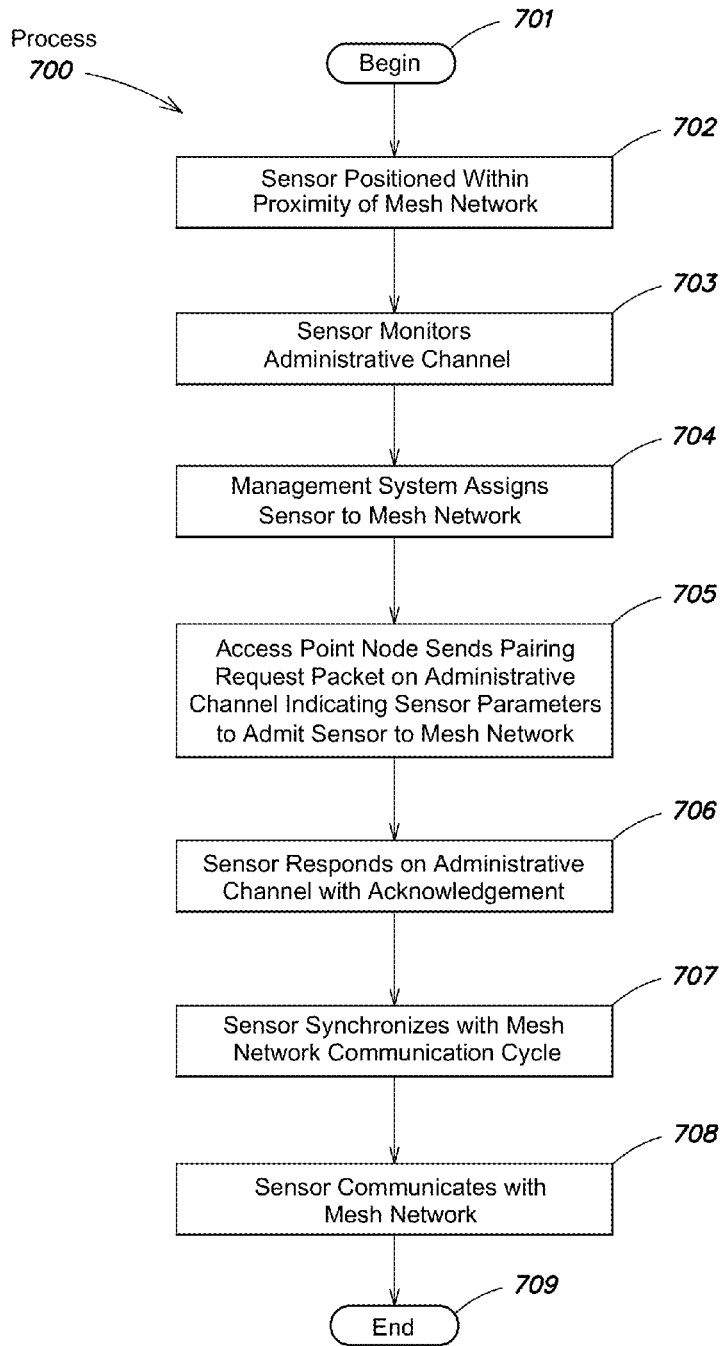 Process
700
701
Begin
702
Sensor Positioned Within
Proximity of Mesh Network
703
Sensor Monitors
Administrative Channel
704
Management System Assigns
Sensor to Mesh Network
705
Access Point Node Sends Pairing
Request Packet on Administrative
Channel Indicating Sensor Parameters
to Admit Sensor to Mesh Network
706
Sensor Responds on Administrative
Channel with Acknowledgement
707
Sensor Synchronizes with Mesh
Network Communication Cycle
708
Sensor Communicates with
Mesh Network
709
End